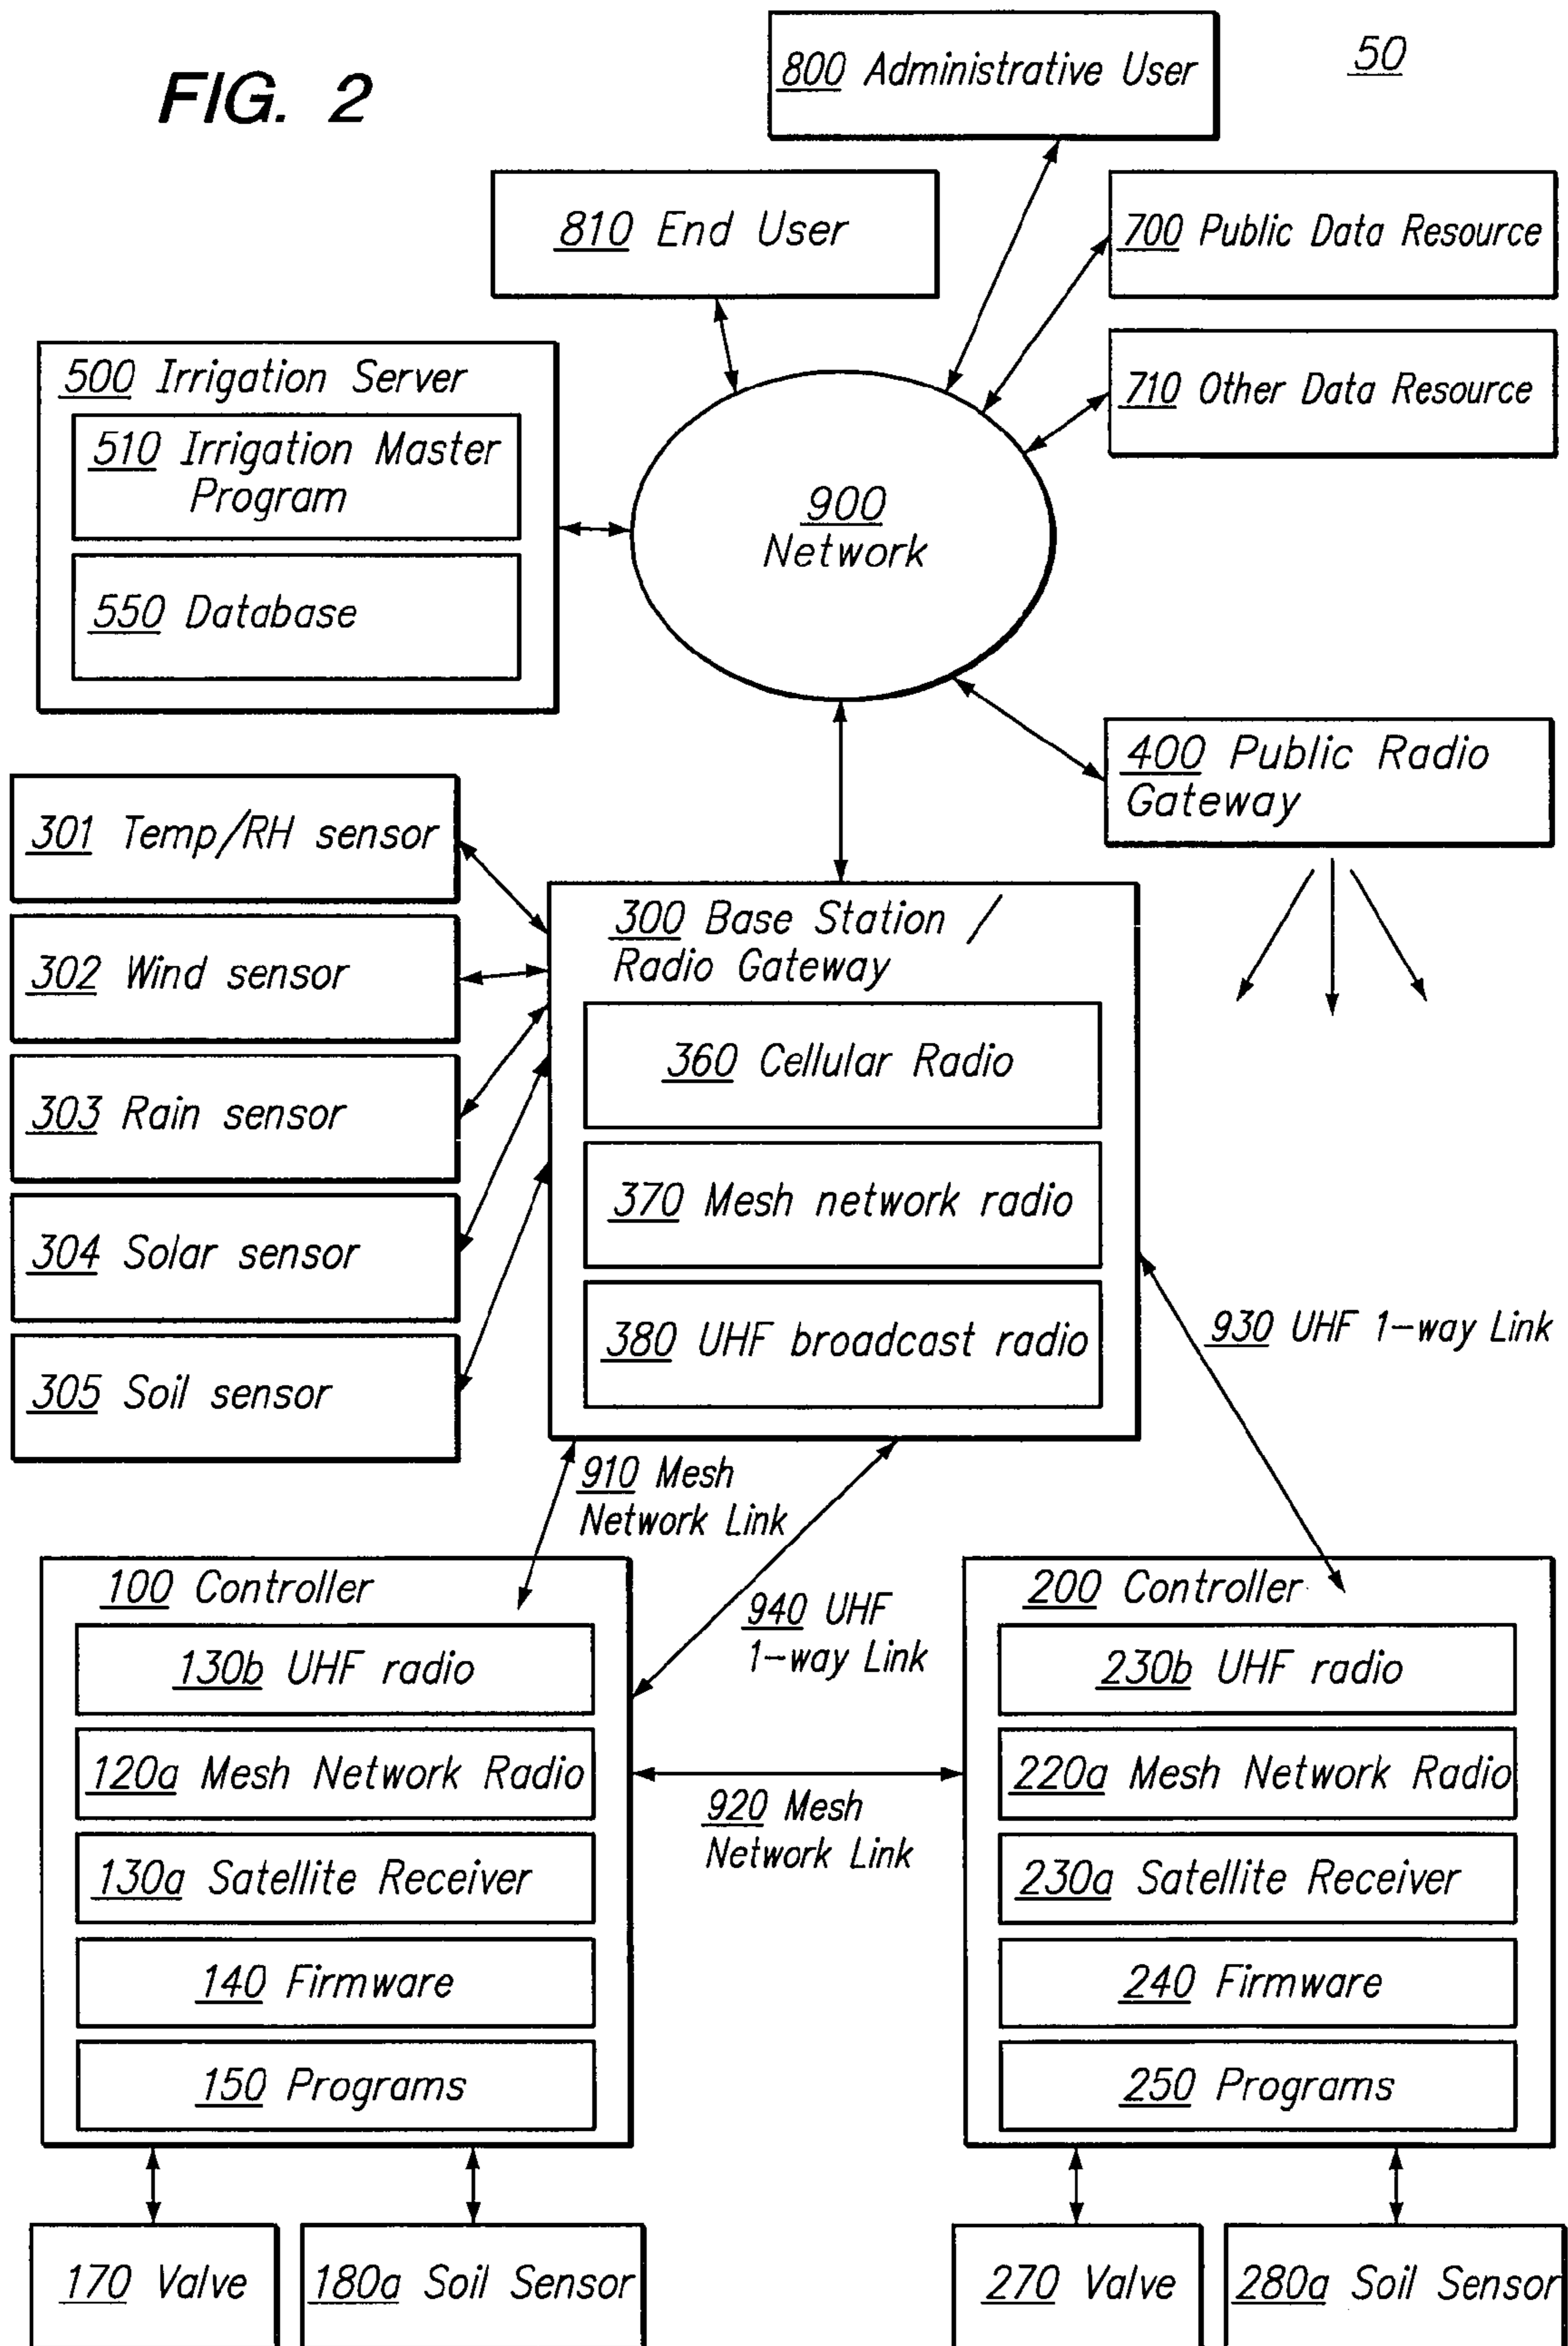 FIG. 2
50
800 Administrative User
810 End User
700 Public Data Resource
710 Other Data Resource
500 Irrigation Server
510 Irrigation Master
Program
550 Database
900
Network
400 Public Radio
Gateway
301 Temp/RH sensor
302 Wind sensor
303 Rain sensor
304 Solar sensor
305 Soil sensor
300 Base Station /
Radio Gateway
360 Cellular Radio
370 Mesh network radio
380 UHF broadcast radio
930 UHF 1-way Link
910 Mesh
Network Link
940 UHF
1-way Link
920 Mesh
Network Link
100 Controller
130b UHF radio
120a Mesh Network Radio
130a Satellite Receiver
140 Firmware
150 Programs
200 Controller
230b UHF radio
220a Mesh Network Radio
230a Satellite Receiver
240 Firmware
250 Programs
170 Valve
180a Soil Sensor
270 Valve
280a Soil Sensor